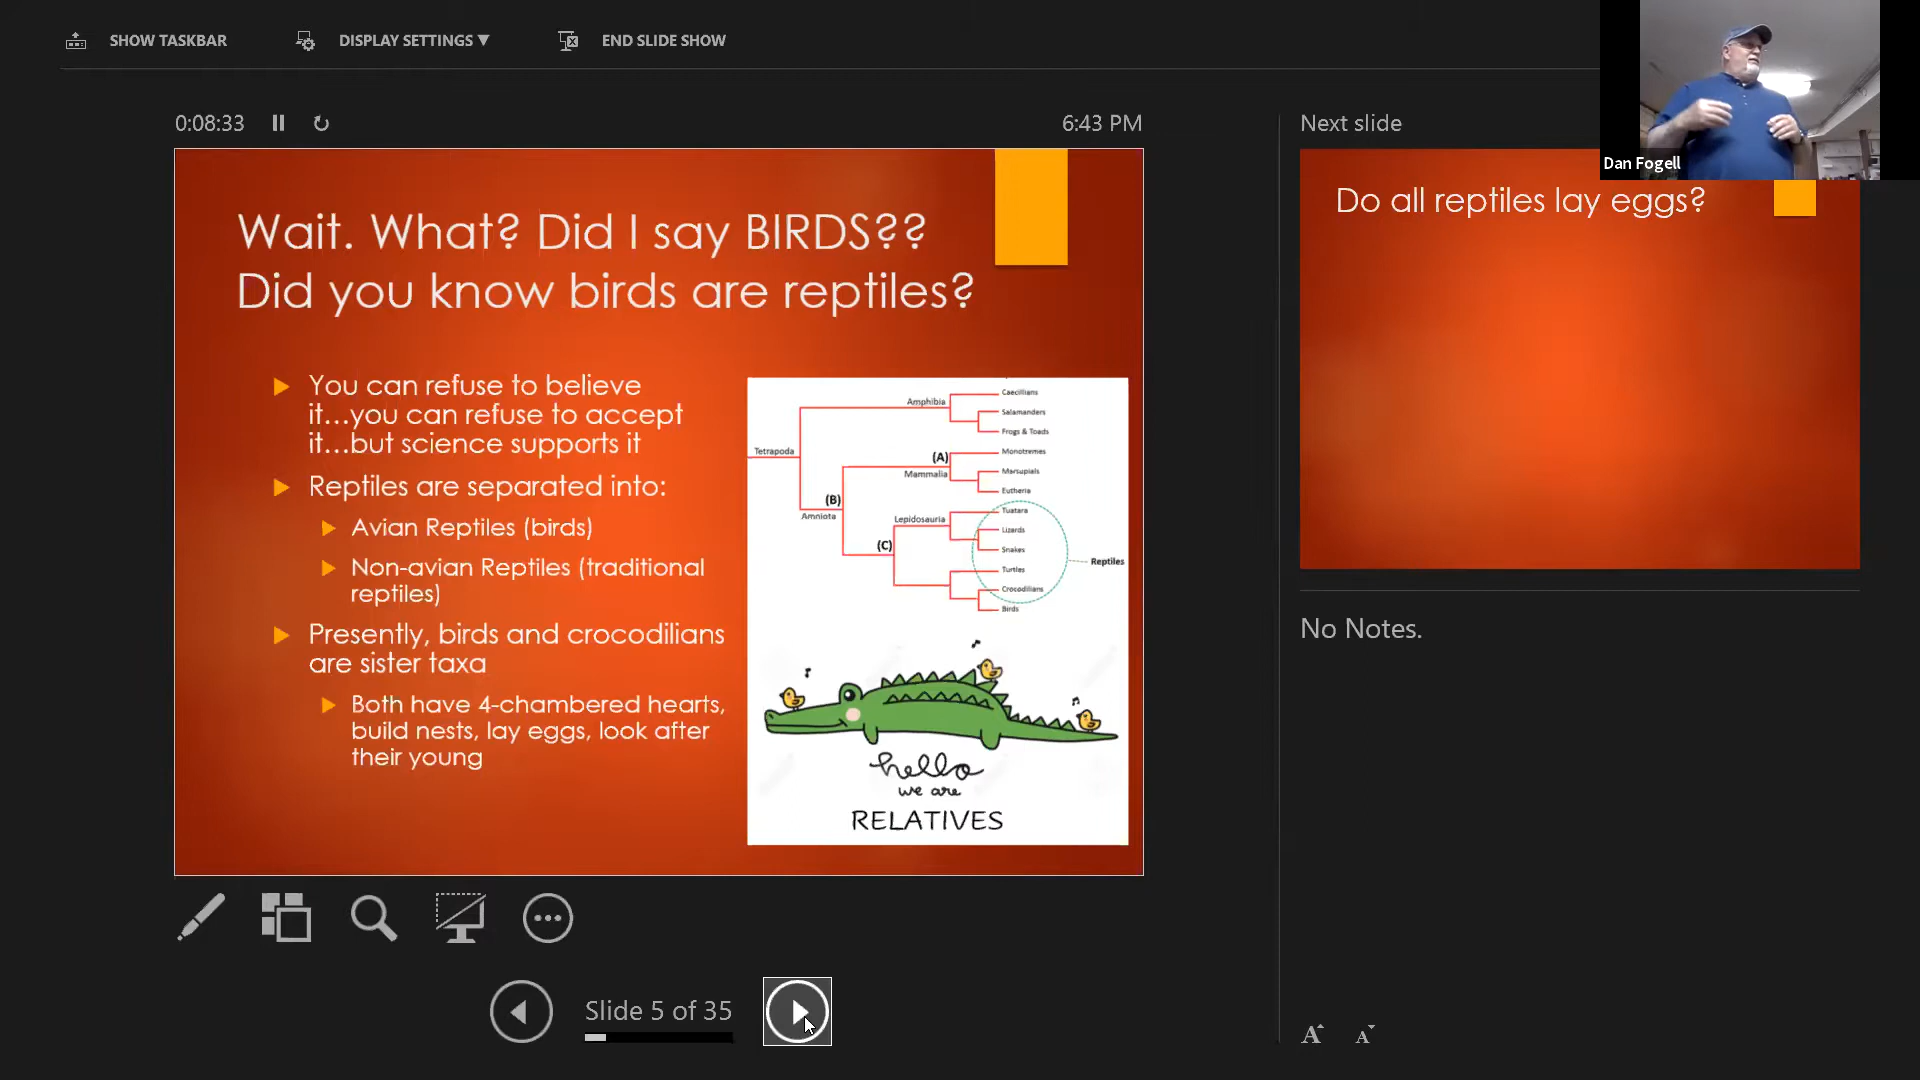 SHOW TASKBAR
DISPLAY SETTINGS ▼
END SLIDE SHOW
0:08:33
6:43 PM
Next slide
Dan Fogell
Wait. What? Did I say BIRDS??
Did you know birds are reptiles?
You can refuse to believe
it...you can refuse to accept
it...but science supports it
Reptiles are separated into:
Avian Reptiles (birds)
Non-avian Reptiles (traditional
reptiles)
Presently, birds and crocodilians
are sister taxa
Both have 4-chambered hearts,
build nests, lay eggs, look after
their young
Caecilians
Amphibia
Salamanders
Frogs & Toads
Tetrapoda
Monotremes
(A)
Mammalia
Marsupials
Eutheria
(B)
Amniota
Tuatara
Lepidosauria
Lizards
(C)
Snakes
Reptiles
Turtles
Crocodilians
Birds
hello
we are
RELATIVES
Do all reptiles lay eggs?
No Notes.
Slide 5 of 35
A
A